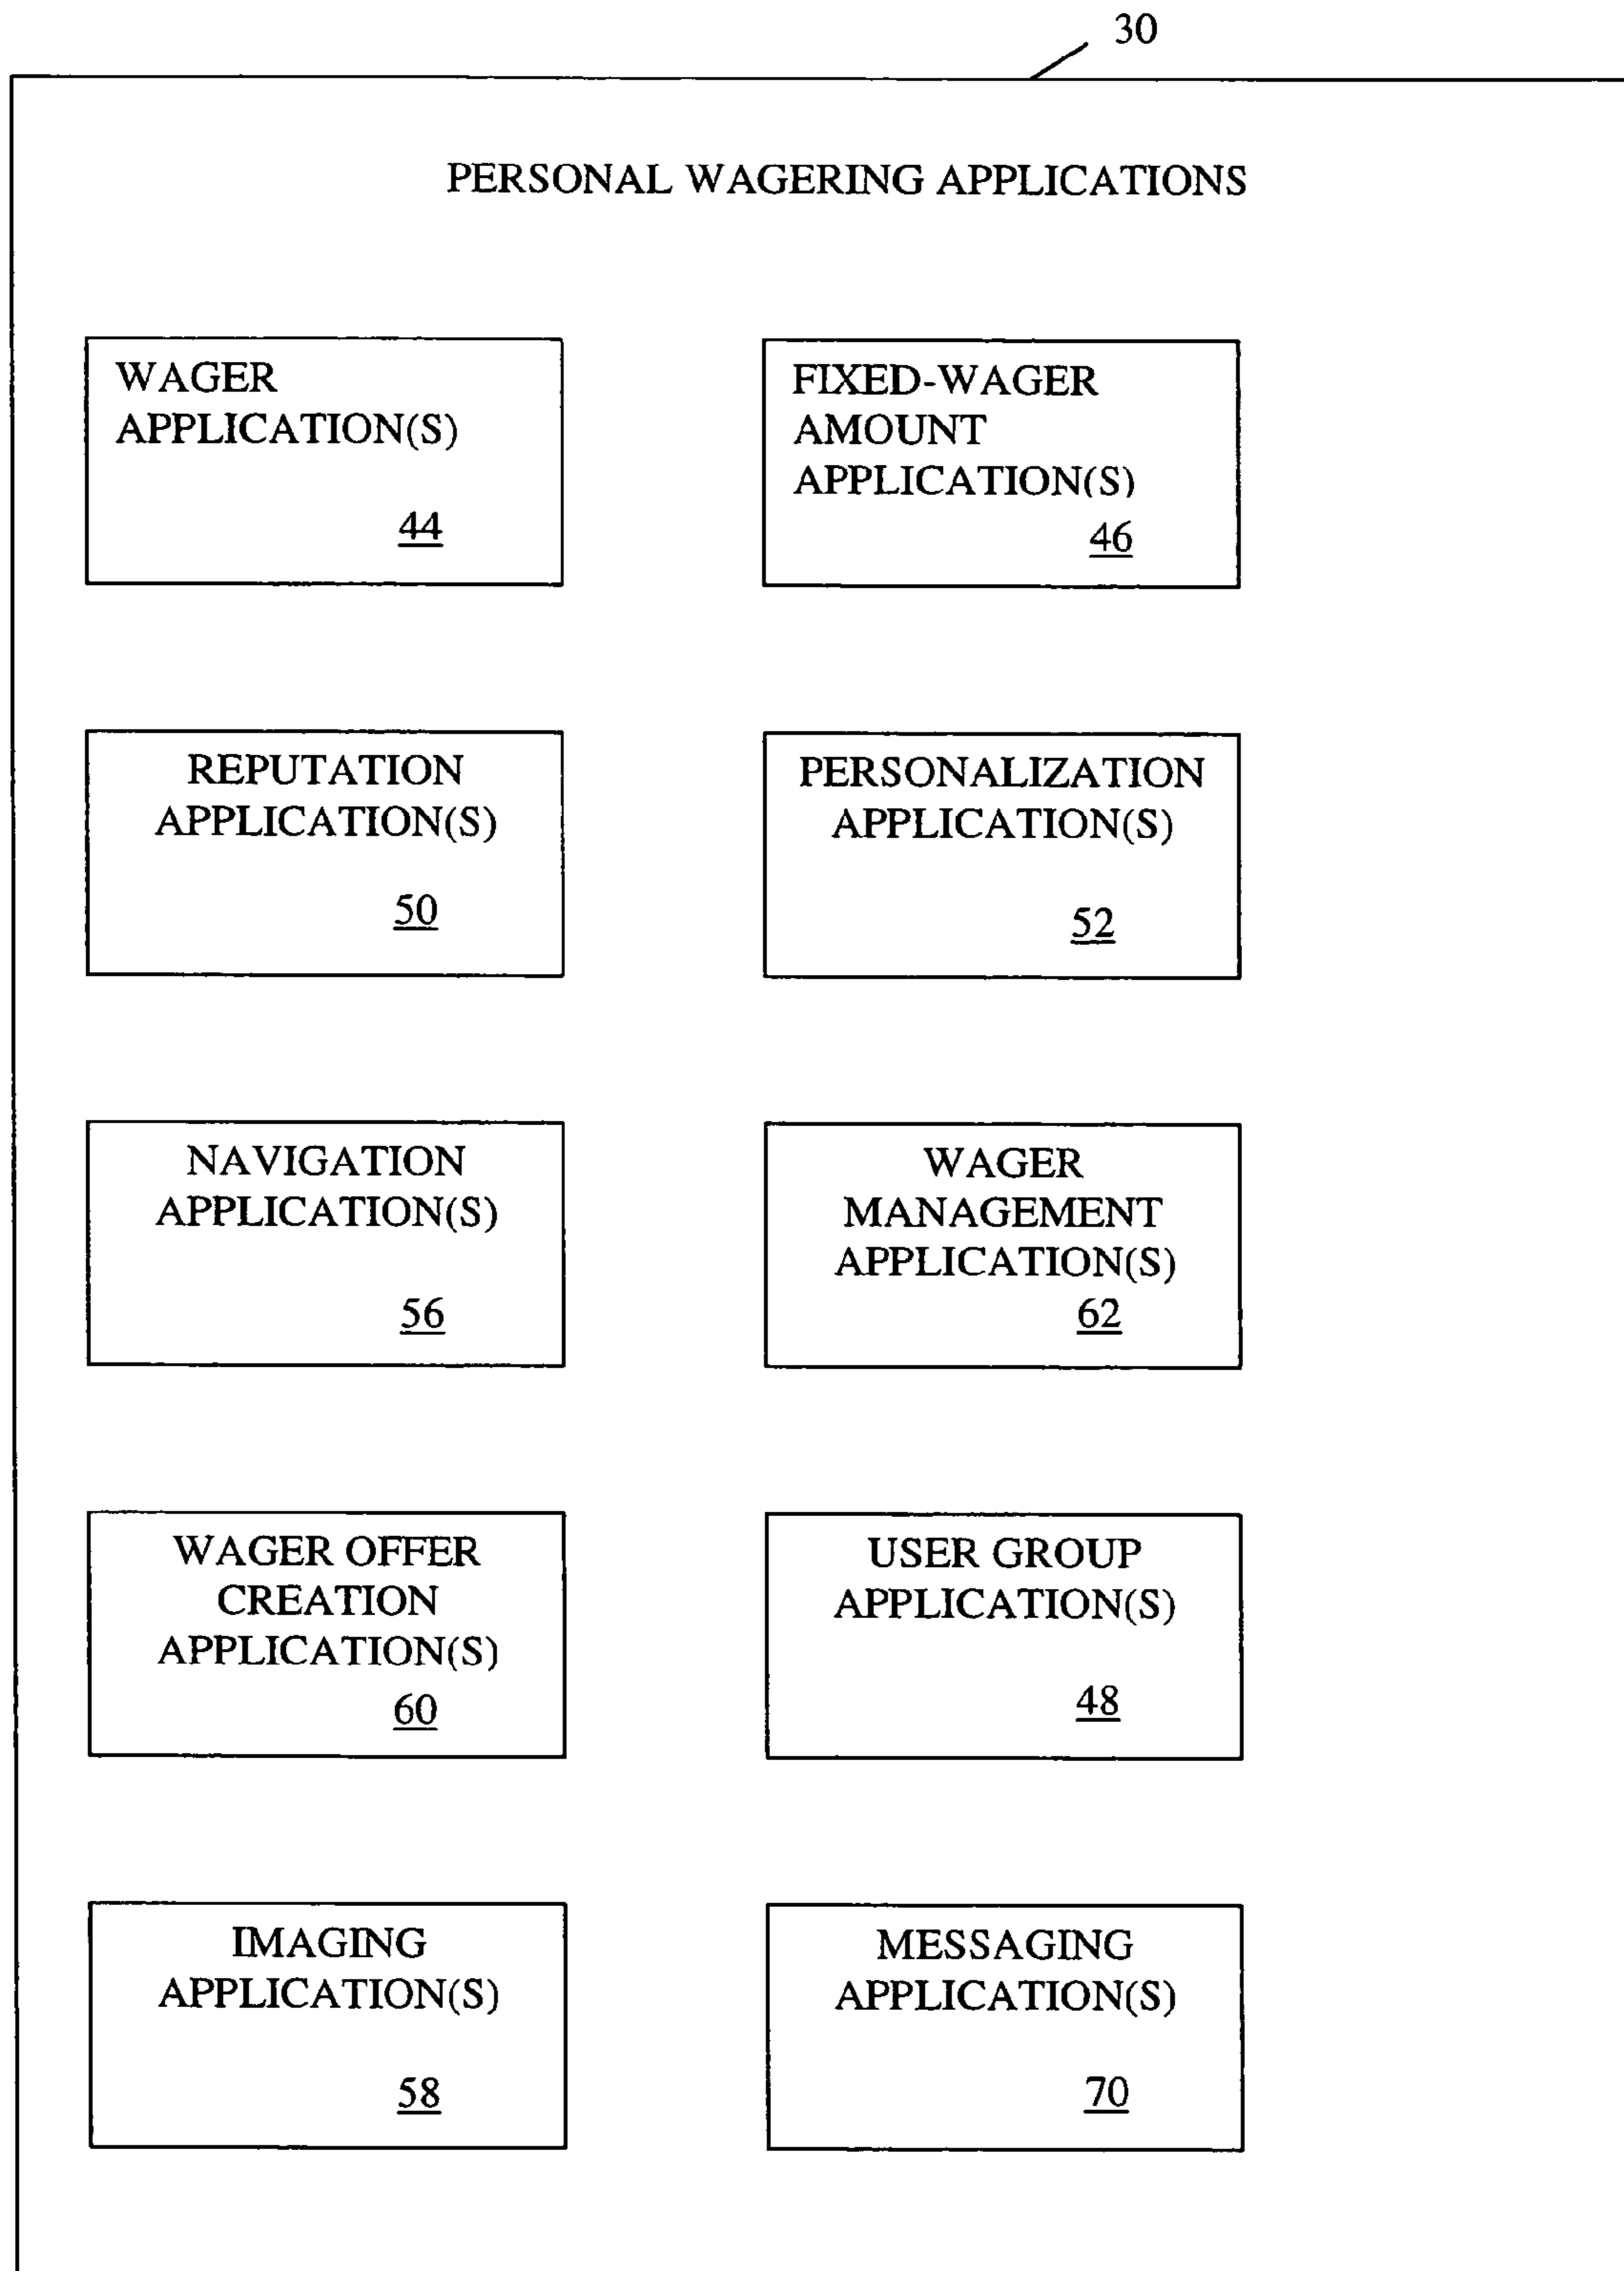 30
PERSONAL WAGERING APPLICATIONS
WAGER
APPLICATION(S)
44
FIXED-WAGER
AMOUNT
APPLICATION(S)
46
REPUTATION
APPLICATION(S)
50
PERSONALIZATION
APPLICATION(S)
52
NAVIGATION
APPLICATION(S)
56
WAGER
MANAGEMENT
APPLICATION(S)
62
WAGER OFFER
CREATION
APPLICATION(S)
60
USER GROUP
APPLICATION(S)
48
IMAGING
APPLICATION(S)
58
MESSAGING
APPLICATION(S)
70